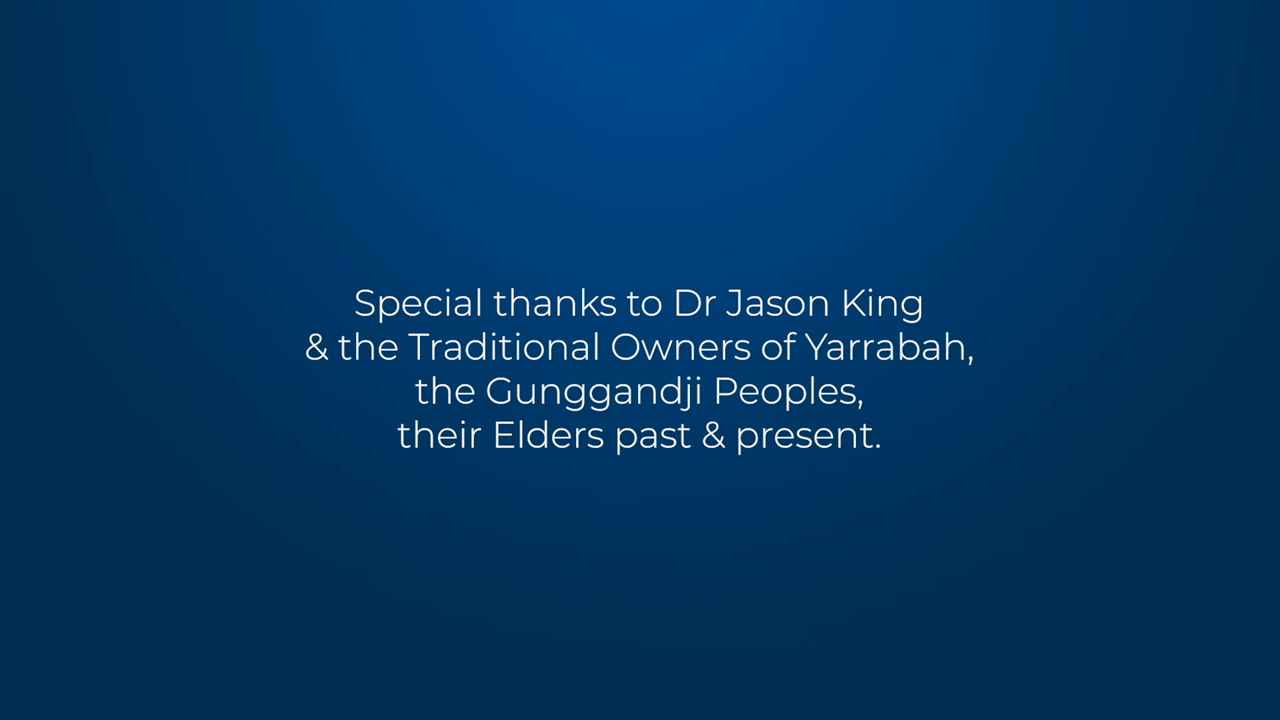 Special thanks to Dr Jason King
& the Traditional Owners of Yarrabah,
the Gunggandji Peoples,
their Elders past & present.